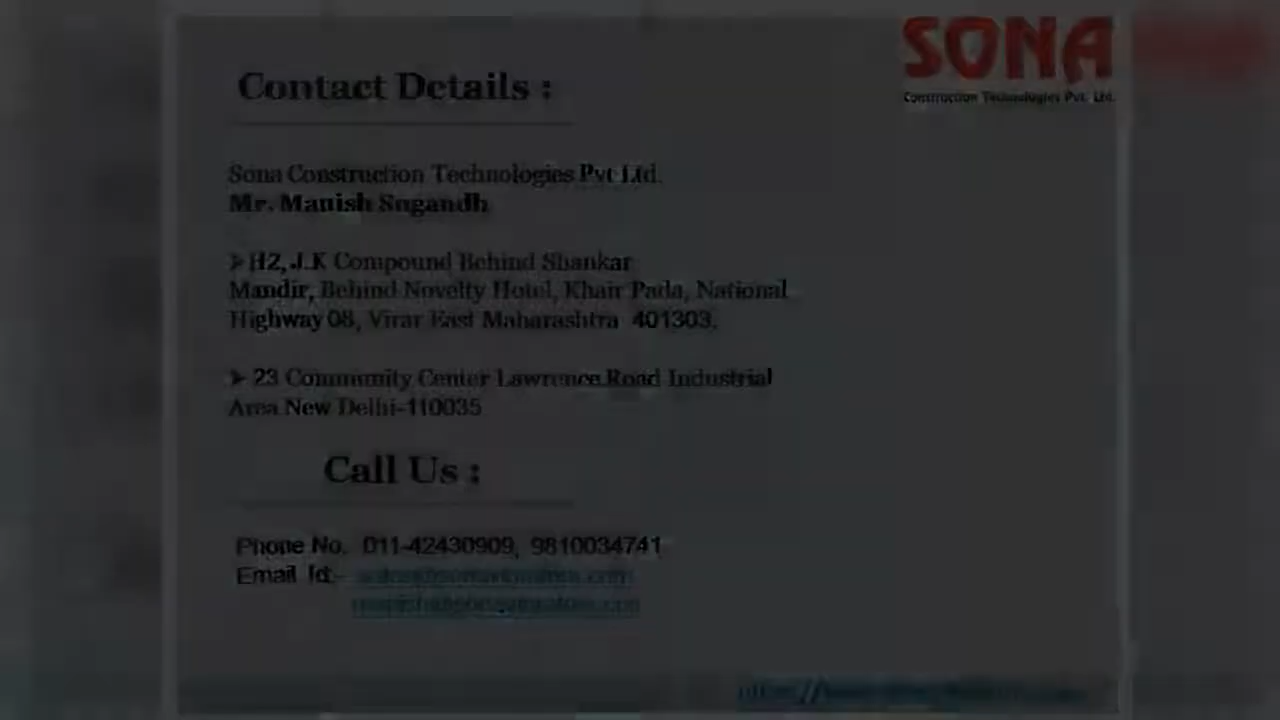 SONA
Construction Technologies Pvt. Ltd.
Contact Details :
Sona Construction Technologies Pvt Ltd.
Mr. Manish Sugandh
➢ H2, J.K Compound Behind Shankar
Mandir, Behind Novelty Hotel, Khair Pada, National
Highway 08, Virar East Maharashtra 401303.
➢ 23 Community Center Lawrence Road Industrial
Area New Delhi-110035
Call Us :
Phone No. 011-42430909, 9810034741
Email Id:-